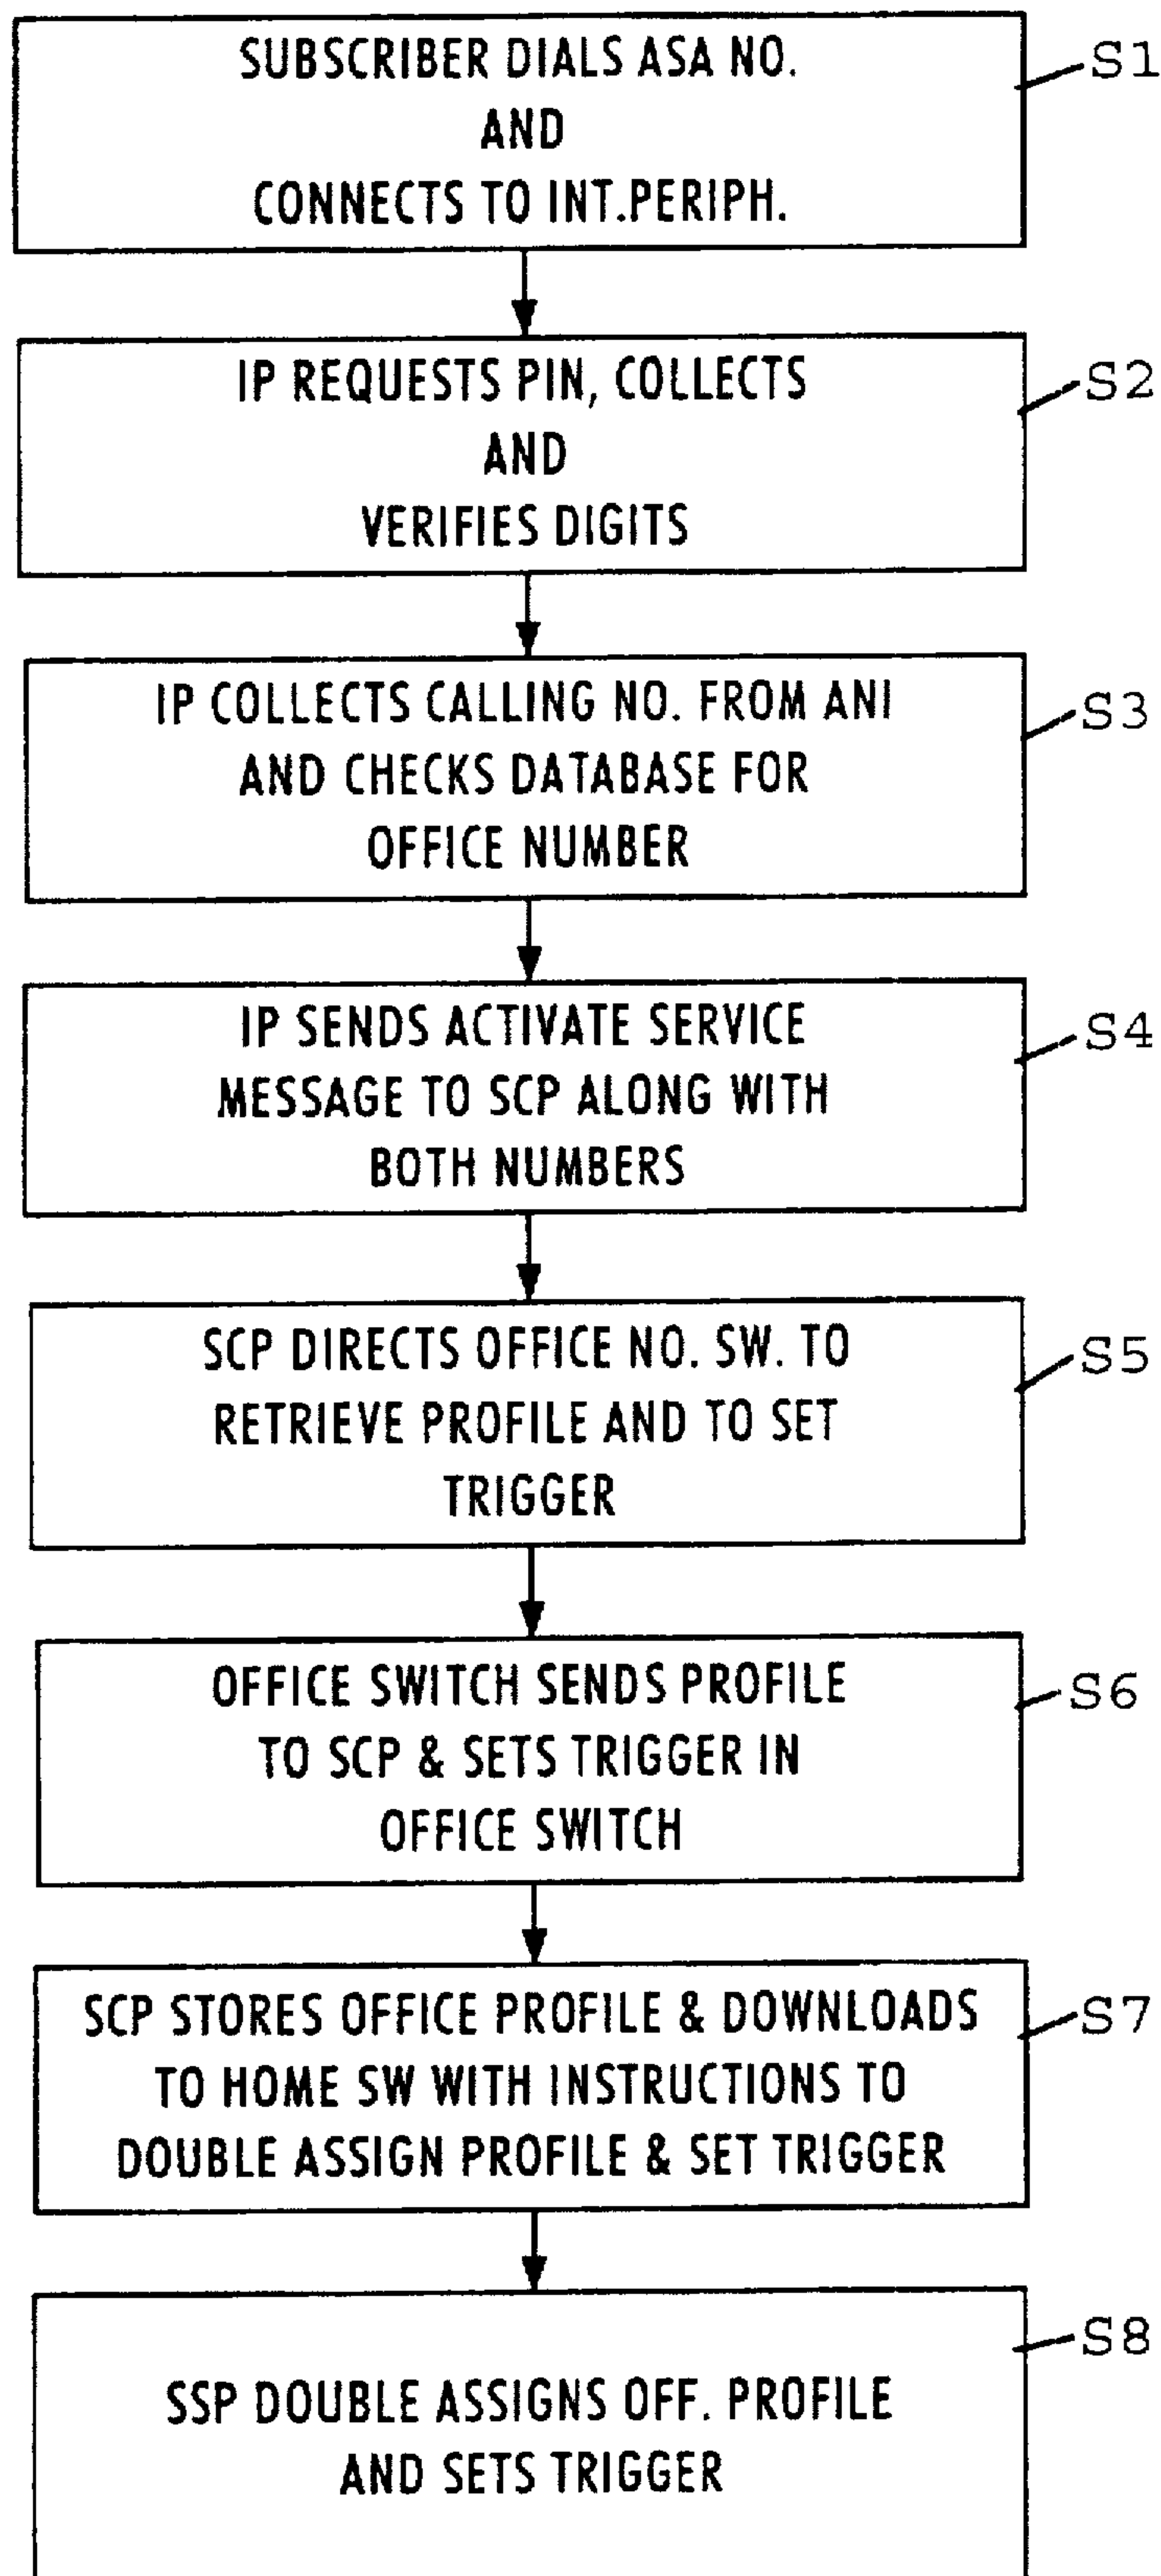 SUBSCRIBER DIALS ASA NO.
AND
CONNECTS TO INT.PERIPH.
S1
IP REQUESTS PIN, COLLECTS
AND
VERIFIES DIGITS
S2
IP COLLECTS CALLING NO. FROM ANI
AND CHECKS DATABASE FOR
OFFICE NUMBER
S3
IP SENDS ACTIVATE SERVICE
MESSAGE TO SCP ALONG WITH
BOTH NUMBERS
S4
SCP DIRECTS OFFICE NO. SW. TO
RETRIEVE PROFILE AND TO SET
TRIGGER
S5
OFFICE SWITCH SENDS PROFILE
TO SCP & SETS TRIGGER IN
OFFICE SWITCH
S6
SCP STORES OFFICE PROFILE & DOWNLOADS
TO HOME SW WITH INSTRUCTIONS TO
DOUBLE ASSIGN PROFILE & SET TRIGGER
S7
SSP DOUBLE ASSIGNS OFF. PROFILE
AND SETS TRIGGER
S8